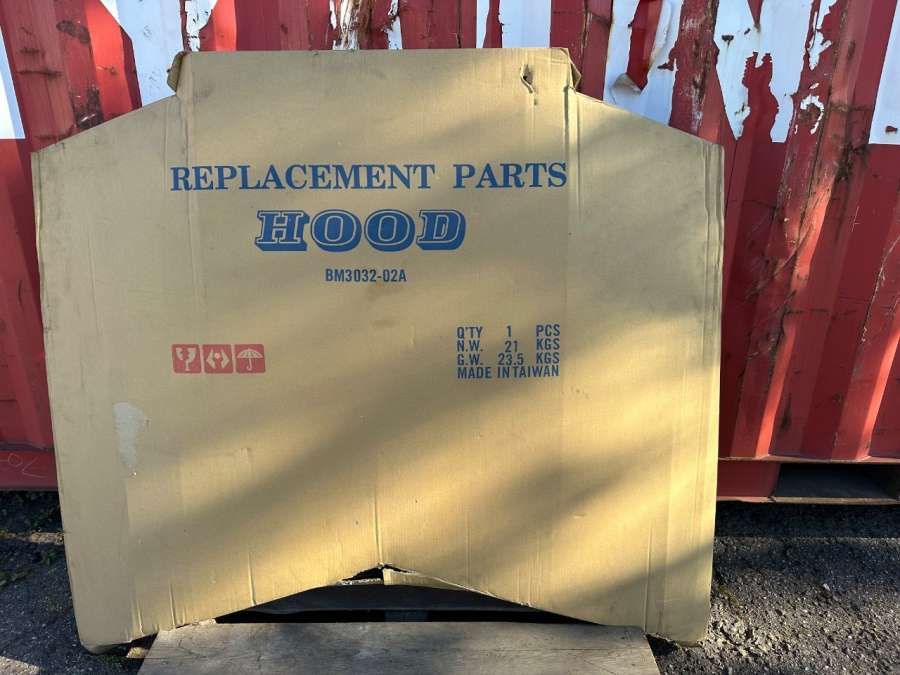 REPLACEMENT PARTS
HOOD
BM3032-02A
Q'TY 1 PCS
N.W. 21 KGS
G.W. 23.5 KGS
MADE IN TAIWAN